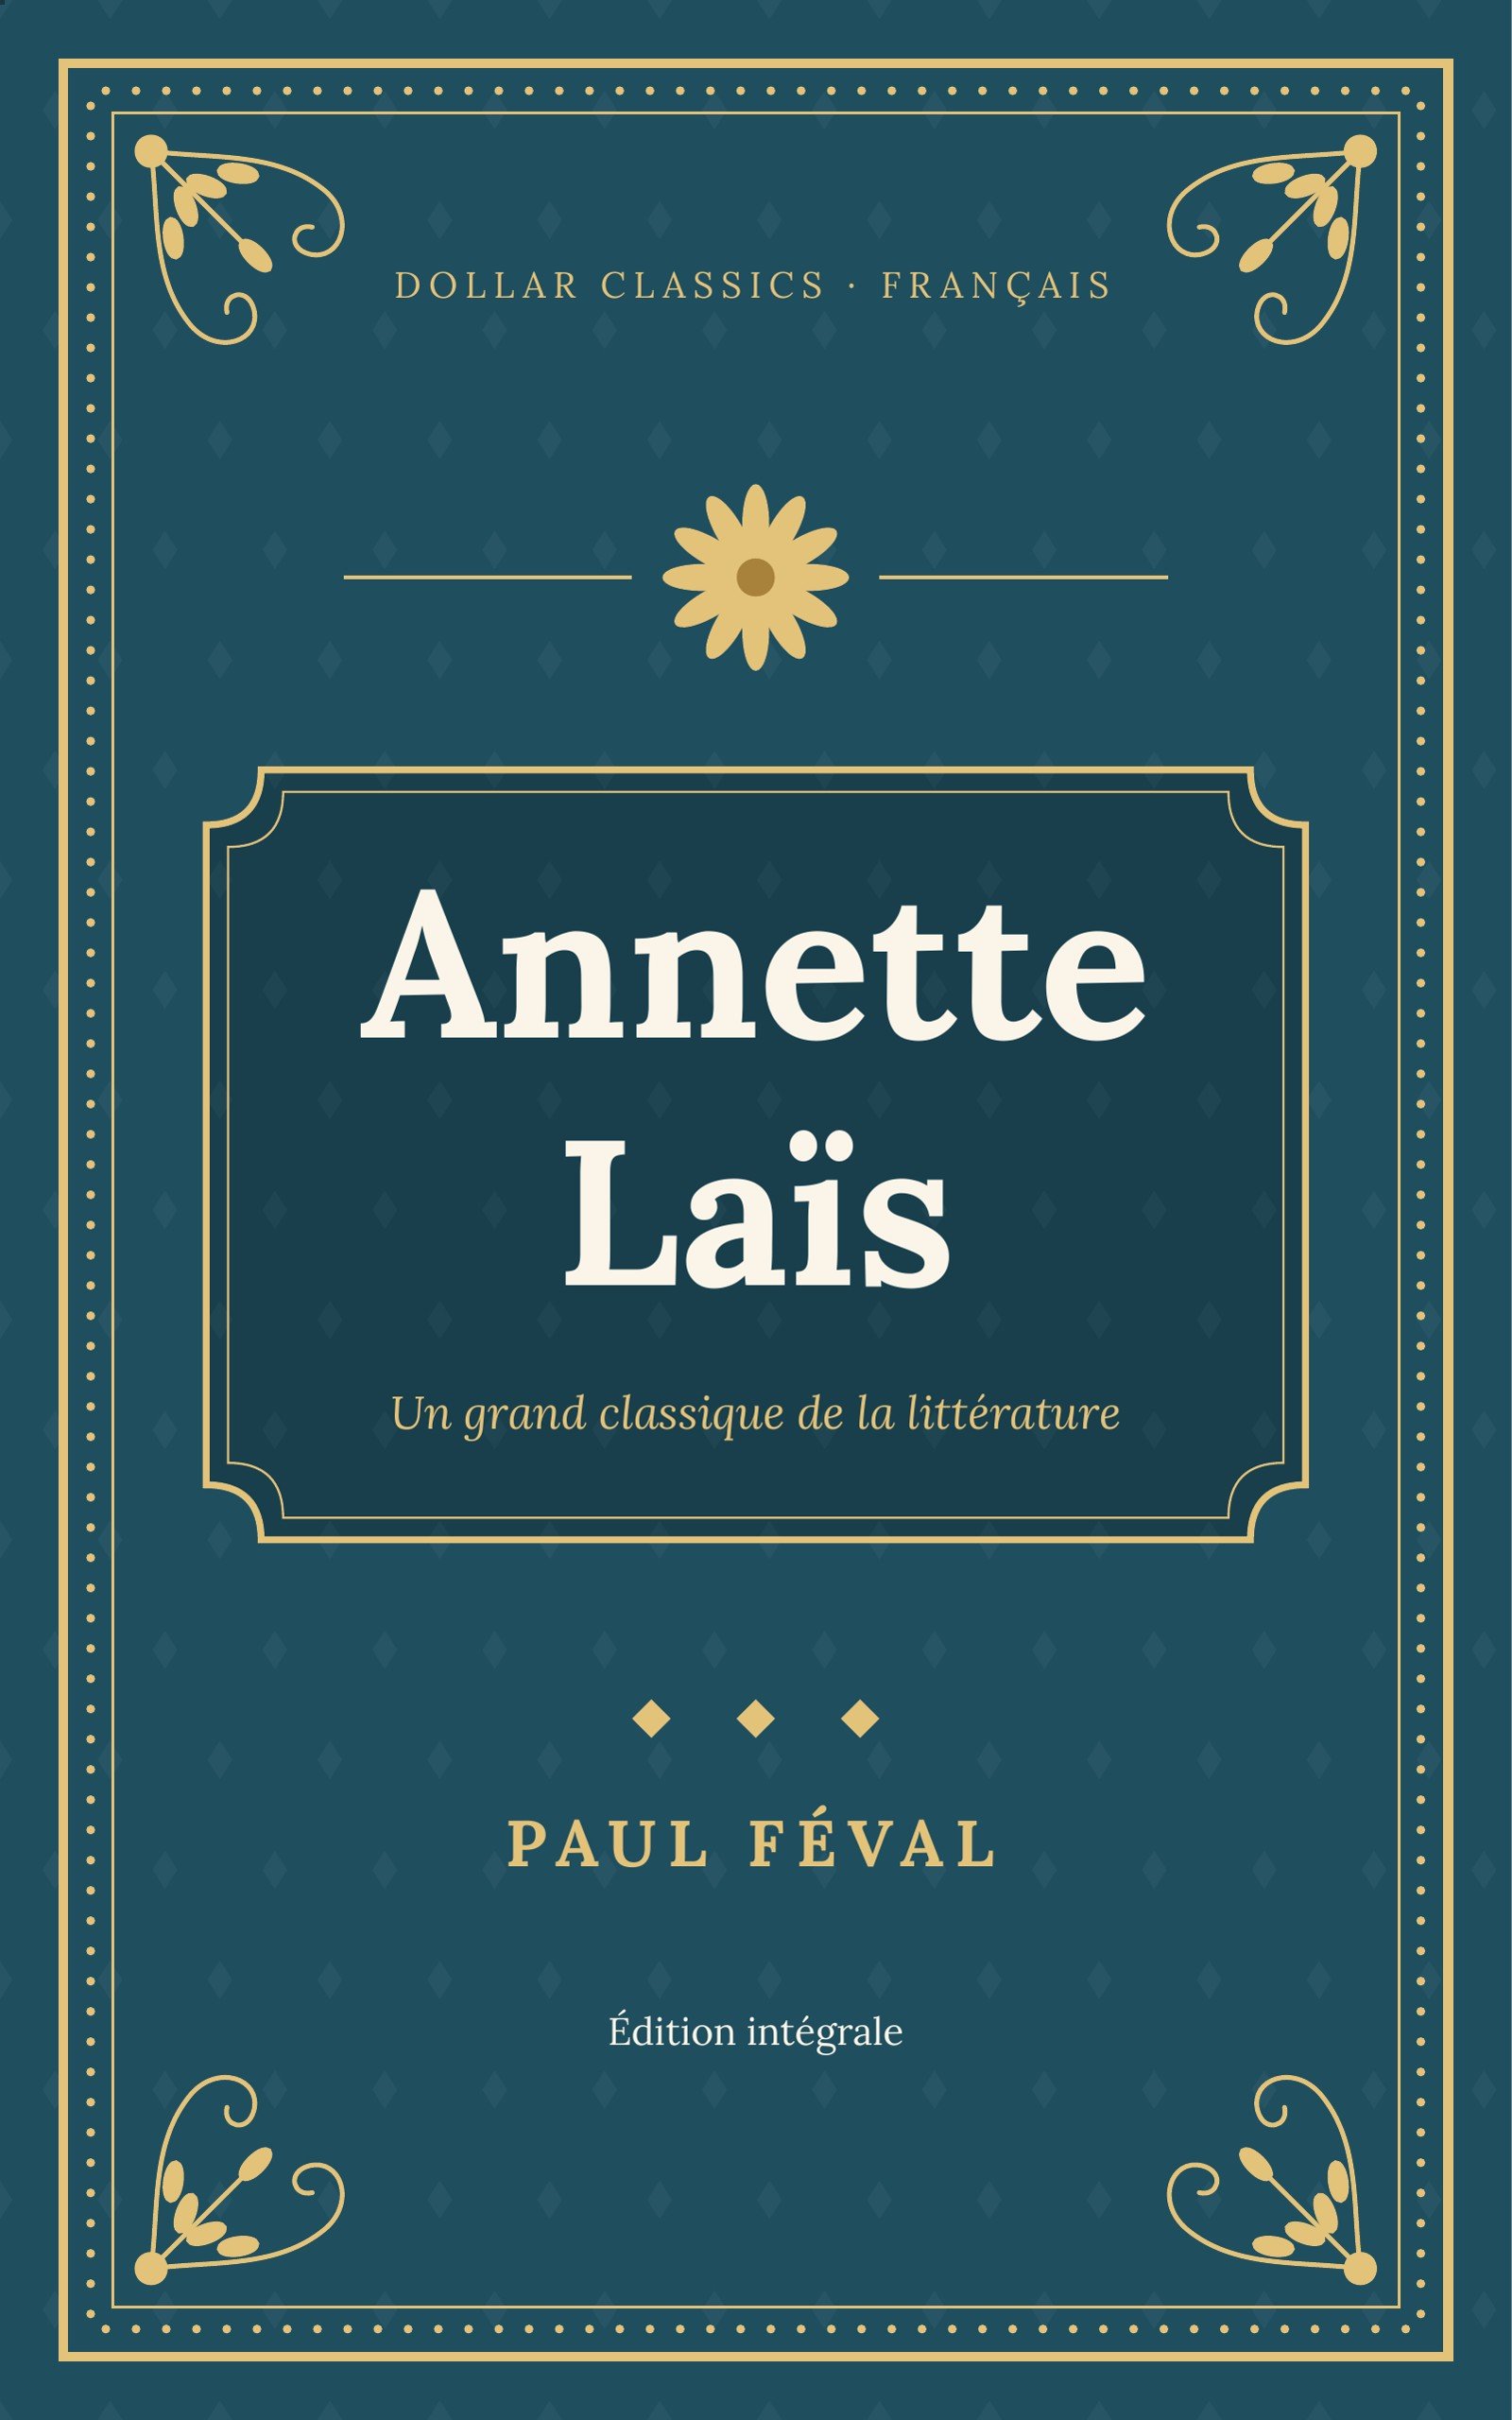 DOLLAR CLASSICS · FRANÇAIS
Annette
Laïs
Un grand classique de la littérature
PAUL FÉVAL
Édition intégrale